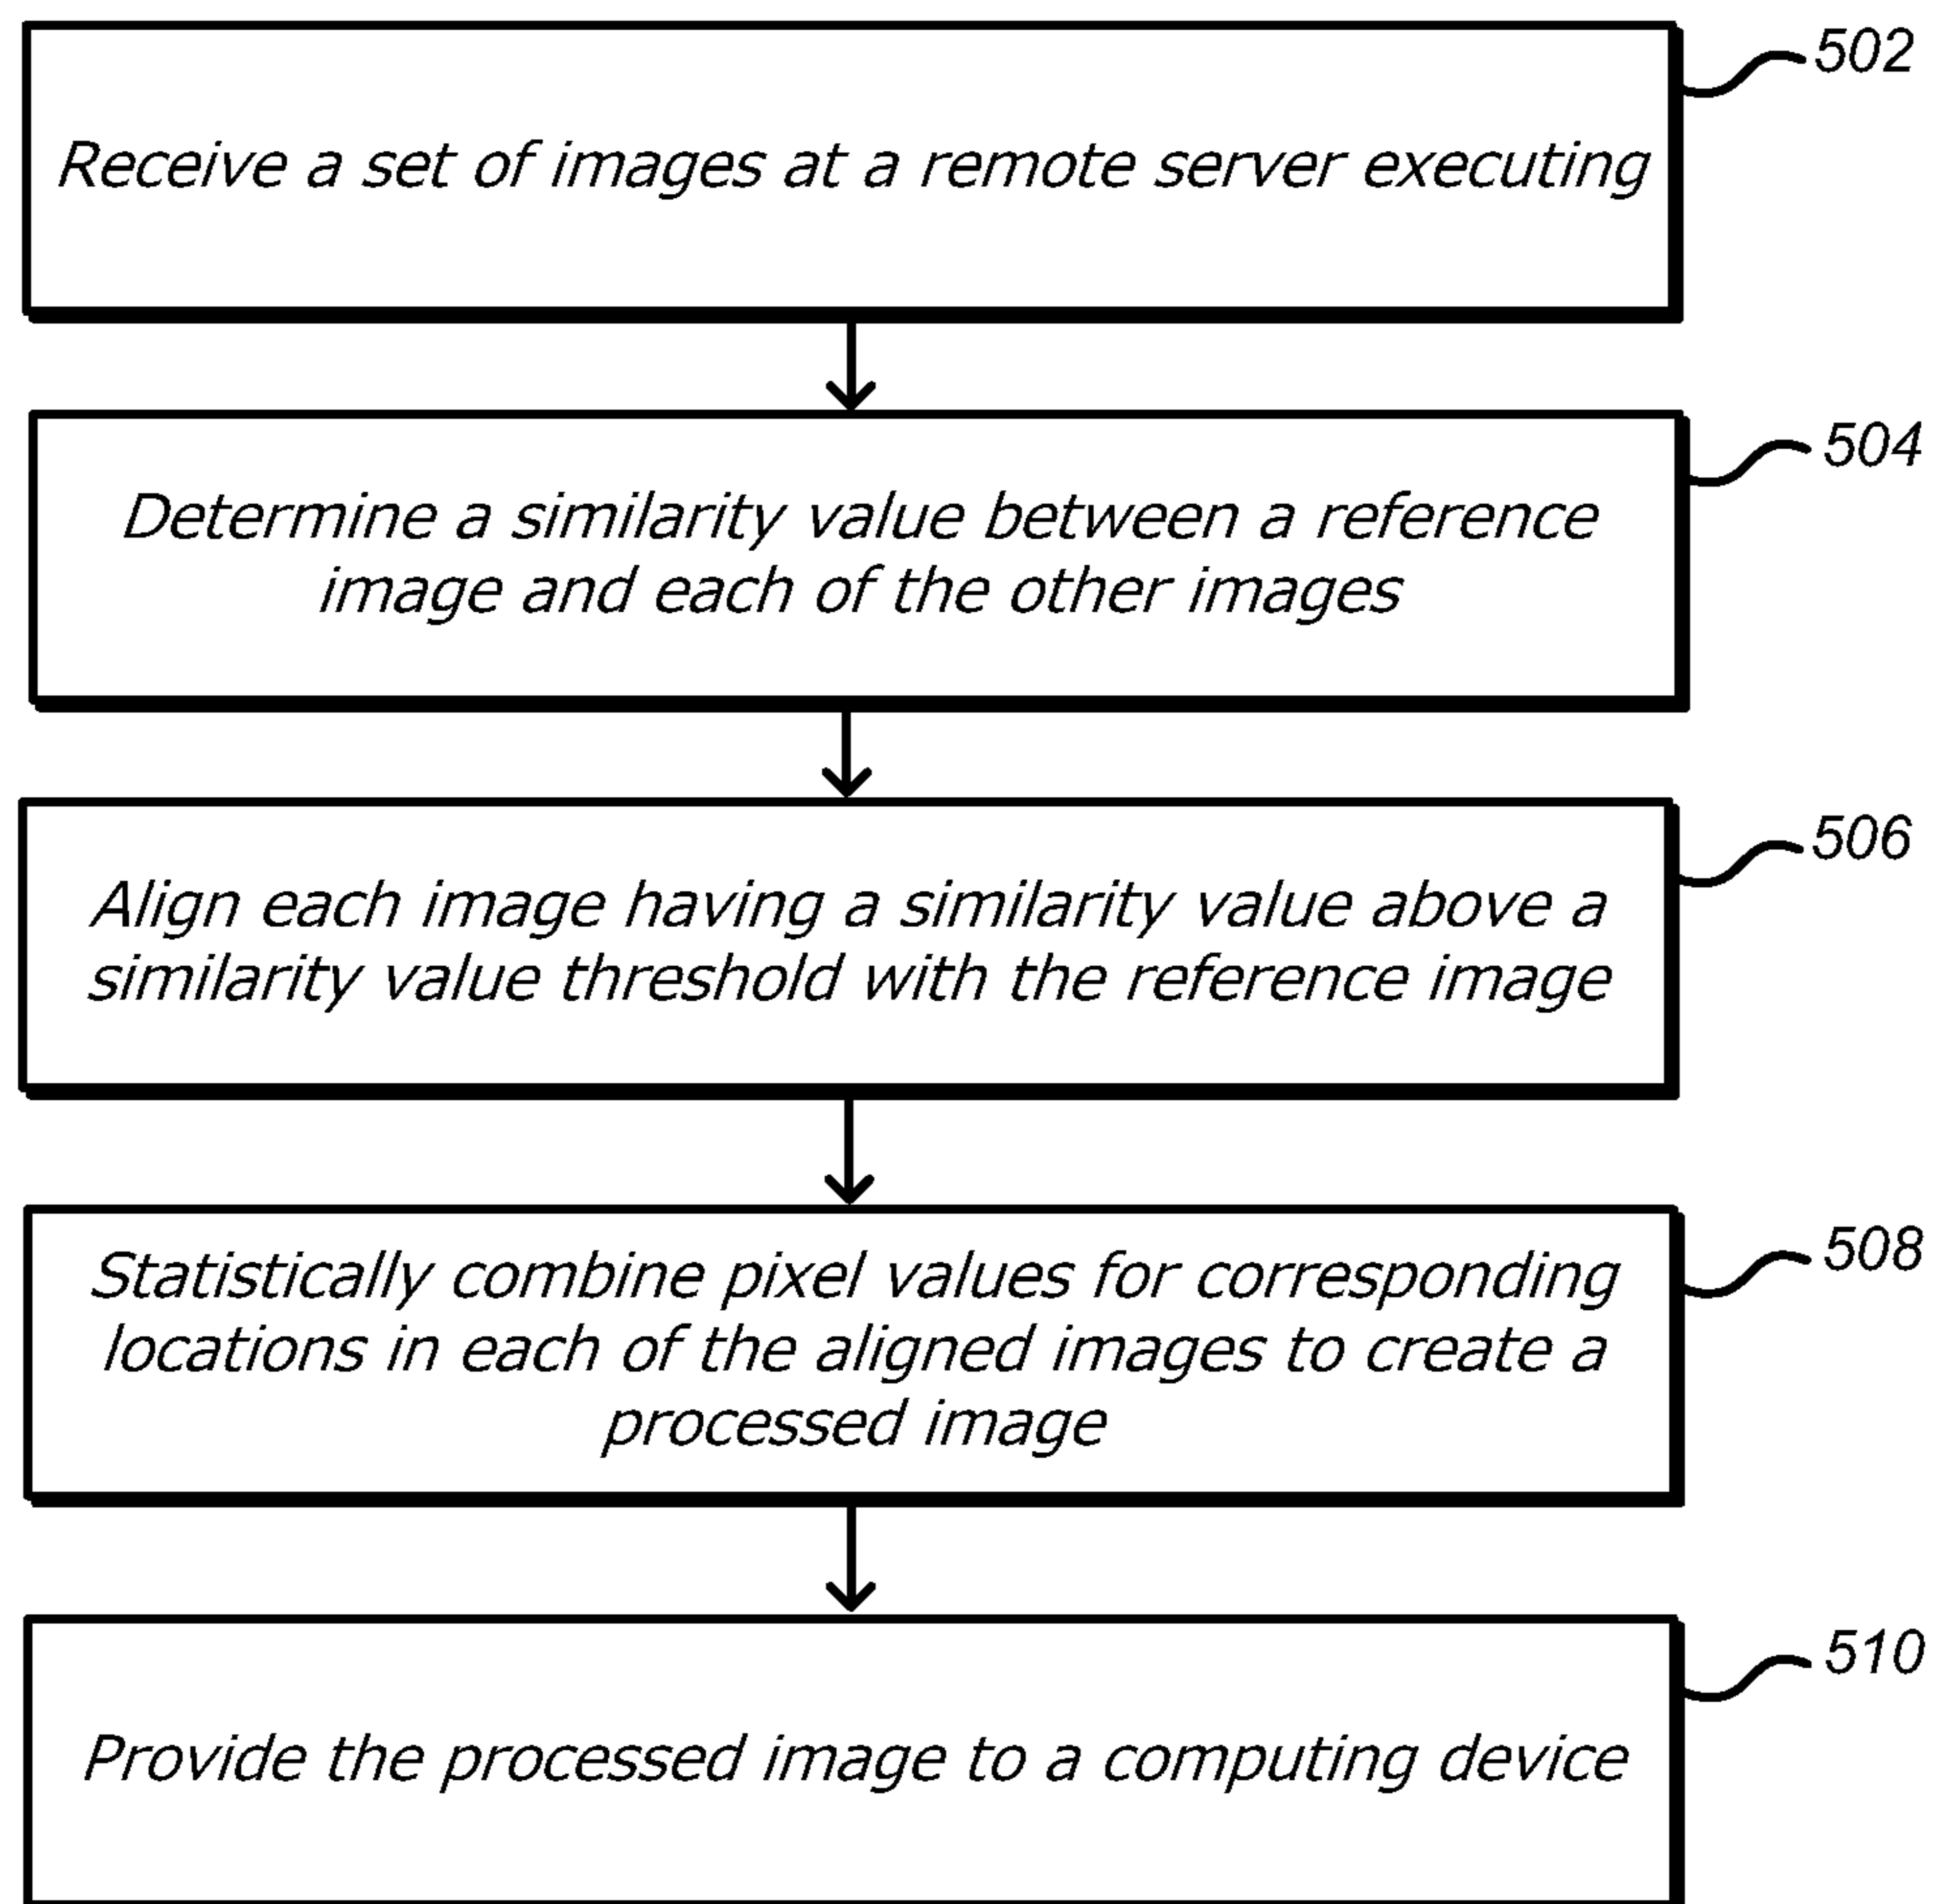 502
Receive a set of images at a remote server executing
504
Determine a similarity value between a reference
image and each of the other images
506
Align each image having a similarity value above a
similarity value threshold with the reference image
508
Statistically combine pixel values for corresponding
locations in each of the aligned images to create a
processed image
510
Provide the processed image to a computing device